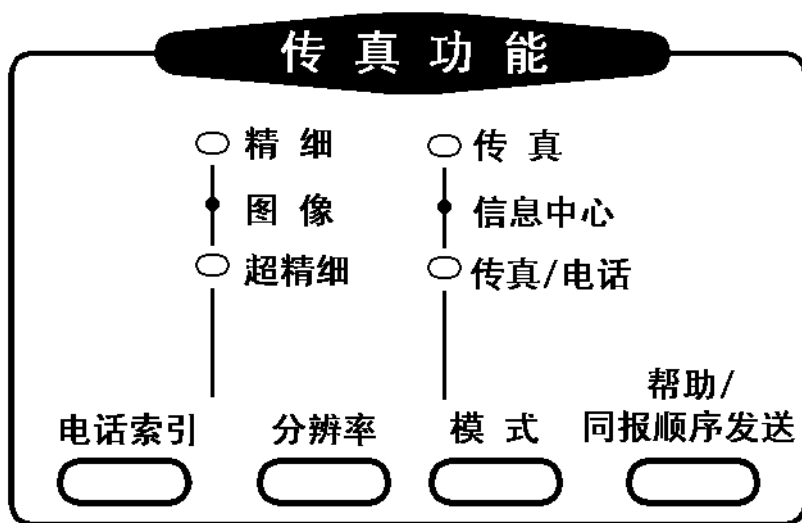 传真功能
精细
传真
图像
信息中心
超精细
传真/电话
电话索引
分辨率
模式
帮助/
同报顺序发送